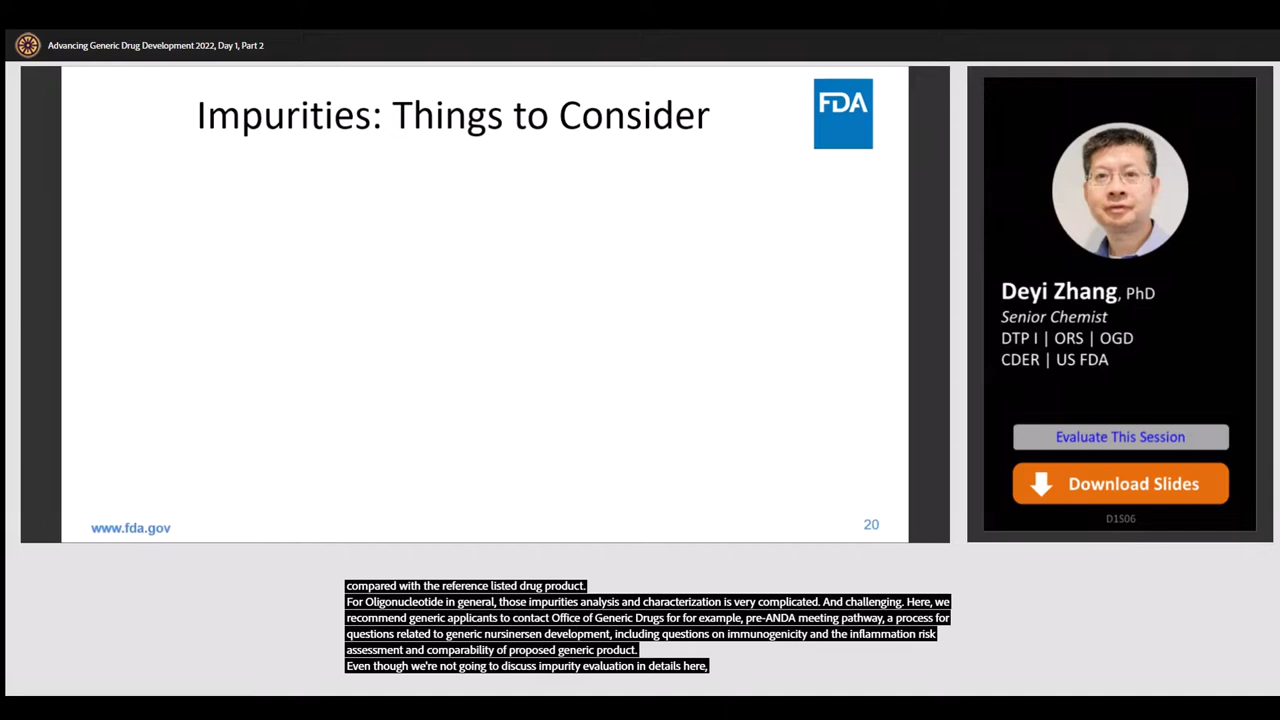 Advancing Generic Drug Development 2022, Day 1, Part 2
Impurities: Things to Consider
FDA
www.fda.gov
20
Deyi Zhang, PhD
Senior Chemist
DTP I | ORS | OGD
CDER | US FDA
Evaluate This Session
Download Slides
D1S06
compared with the reference listed drug product.
For Oligonucleotide in general, those impurities analysis and characterization is very complicated. And challenging. Here, we
recommend generic applicants to contact Office of Generic Drugs for for example, pre-ANDA meeting pathway, a process for
questions related to generic nursinersen development, including questions on immunogenicity and the inflammation risk
assessment and comparability of proposed generic product.
Even though we're not going to discuss impurity evaluation in details here,